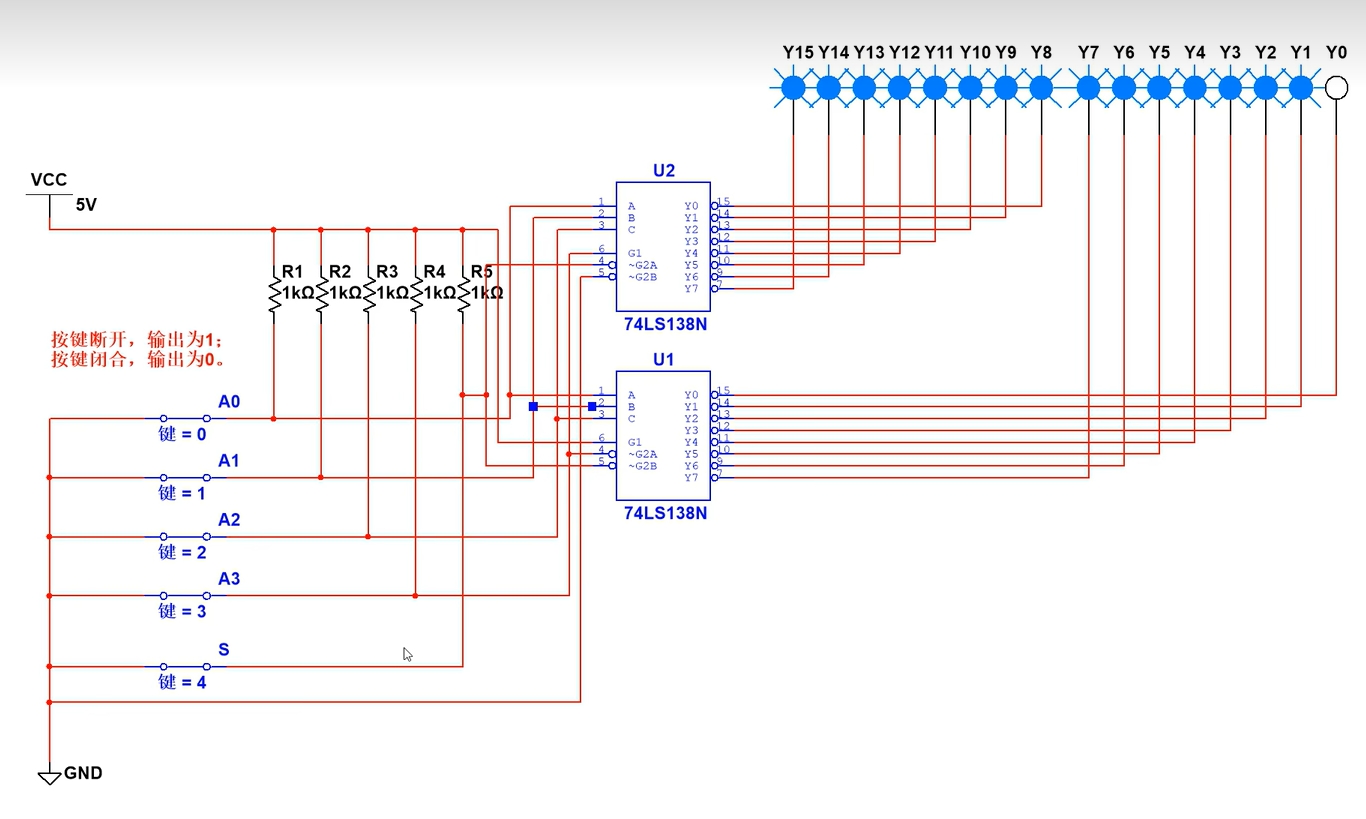 Y15 Y14 Y13 Y12 Y11 Y10 Y9 Y8 Y7 Y6 Y5 Y4 Y3 Y2 Y1 Y0
VCC
5V
R1 R2 R3 R4 R5
1kΩ 1kΩ 1kΩ 1kΩ 1kΩ
U2
1 A Y0 15
2 B Y1 14
3 C Y2 13
Y3 12
6 G1 Y4 11
4 ~G2A Y5 10
5 ~G2B Y6 9
Y7 7
74LS138N
按键断开，输出为1；
按键闭合，输出为0。
U1
1 A Y0 15
2 B Y1 14
3 C Y2 13
Y3 12
6 G1 Y4 11
4 ~G2A Y5 10
5 ~G2B Y6 9
Y7 7
74LS138N
A0
键 = 0
A1
键 = 1
A2
键 = 2
A3
键 = 3
S
键 = 4
GND